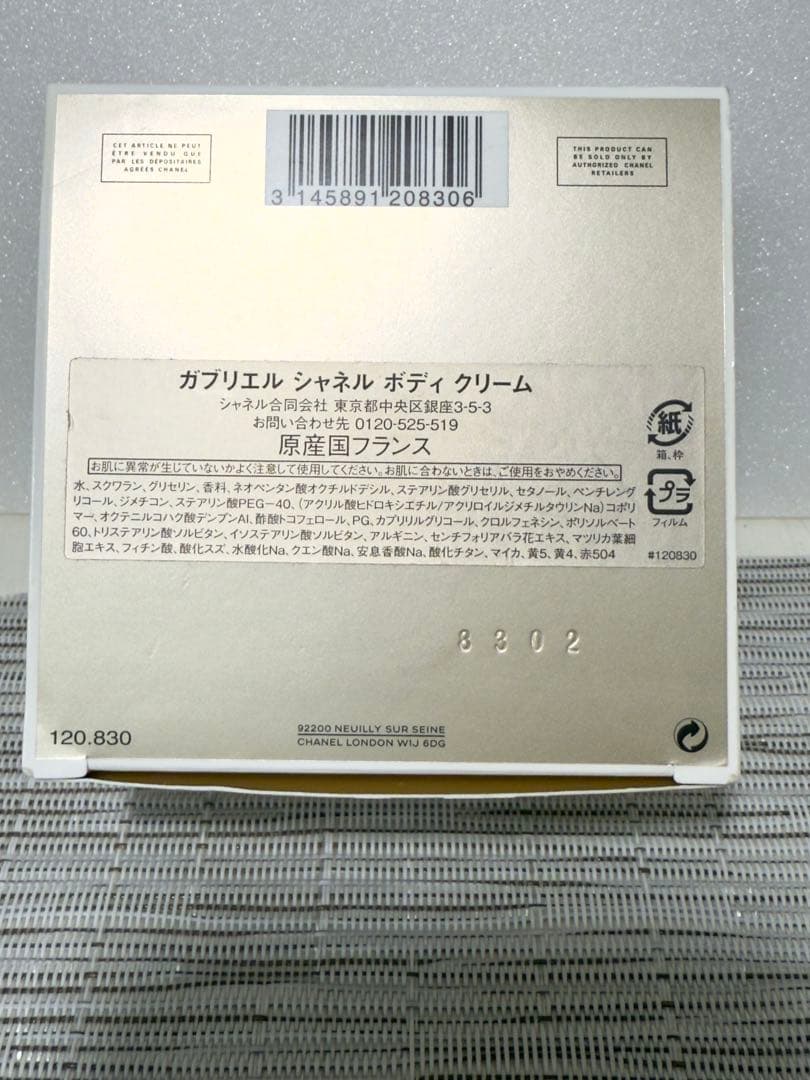 CET ARTICLE NE PEUT
ÊTRE VENDU QUE
PAR LES DÉPOSITAIRES
AGRÉÉS CHANEL
3 145891 208306
THIS PRODUCT CAN
BE SOLD ONLY BY
AUTHORIZED CHANEL
RETAILERS
ガブリエル シャネル ボディ クリーム
シャネル合同会社 東京都中央区銀座3-5-3
お問い合わせ先 0120-525-519
原産国フランス
お肌に異常が生じていないかよく注意して使用してください。お肌に合わないときは、ご使用をおやめください。
水、スクワラン、グリセリン、香料、ネオペンタン酸オクチルドデシル、ステアリン酸グリセリル、セタノール、ペンチレング
リコール、ジメチコン、ステアリン酸PEG-40、(アクリル酸ヒドロキシエチル/アクリロイルジメチルタウリンNa)コポリ
マー、オクテニルコハク酸デンプンAl、酢酸トコフェロール、PG、カプリリルグリコール、クロルフェネシン、ポリソルベート
60、トリステアリン酸ソルビタン、イソステアリン酸ソルビタン、アルギニン、センチフォリアバラ花エキス、マツリカ葉細
胞エキス、フィチン酸、酸化スズ、水酸化Na、クエン酸Na、安息香酸Na、酸化チタン、マイカ、黄5、黄4、赤504
#120830
紙
箱、枠
プラ
フィルム
8302
120.830
92200 NEUILLY SUR SEINE
CHANEL LONDON W1J 6DG